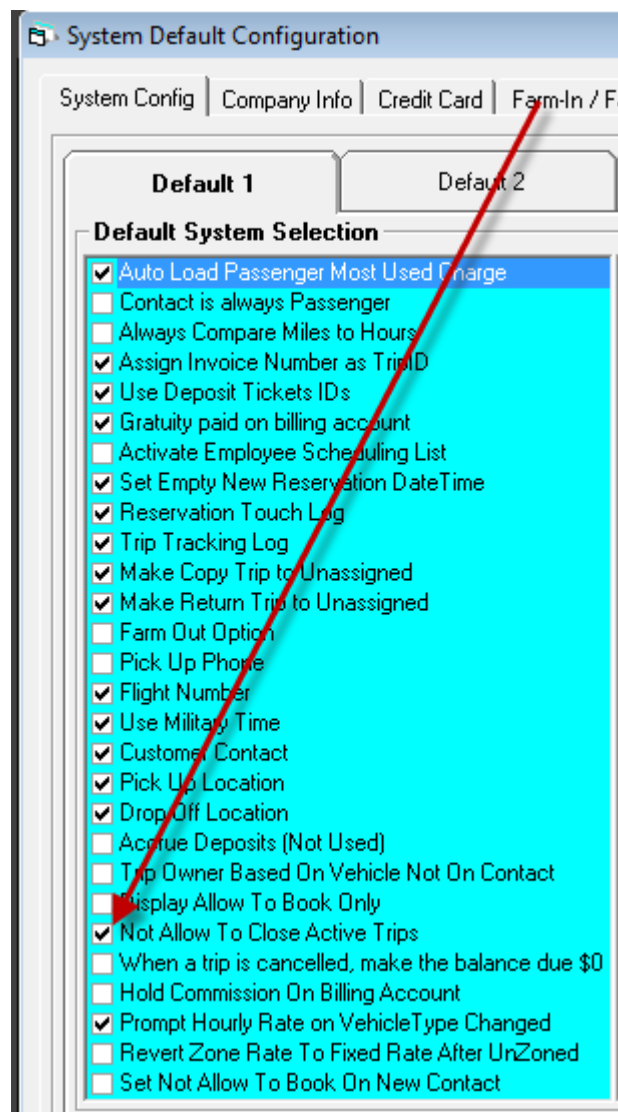 System Default Configuration
System Config Company Info Credit Card Farm-In / F
Default 1 Default 2
Default System Selection
Auto Load Passenger Most Used Charge
Contact is always Passenger
Always Compare Miles to Hours
Assign Invoice Number as TripID
Use Deposit Tickets IDs
Gratuity paid on billing account
Activate Employee Scheduling List
Set Empty New Reservation DateTime
Reservation Touch Log
Trip Tracking Log
Make Copy Trip to Unassigned
Make Return Trip to Unassigned
Farm Out Option
Pick Up Phone
Flight Number
Use Military Time
Customer Contact
Pick Up Location
Drop Off Location
Accrue Deposits (Not Used)
Trip Owner Based On Vehicle Not On Contact
Display Allow To Book Only
Not Allow To Close Active Trips
When a trip is cancelled, make the balance due $0
Hold Commission On Billing Account
Prompt Hourly Rate on VehicleType Changed
Revert Zone Rate To Fixed Rate After UnZoned
Set Not Allow To Book On New Contact